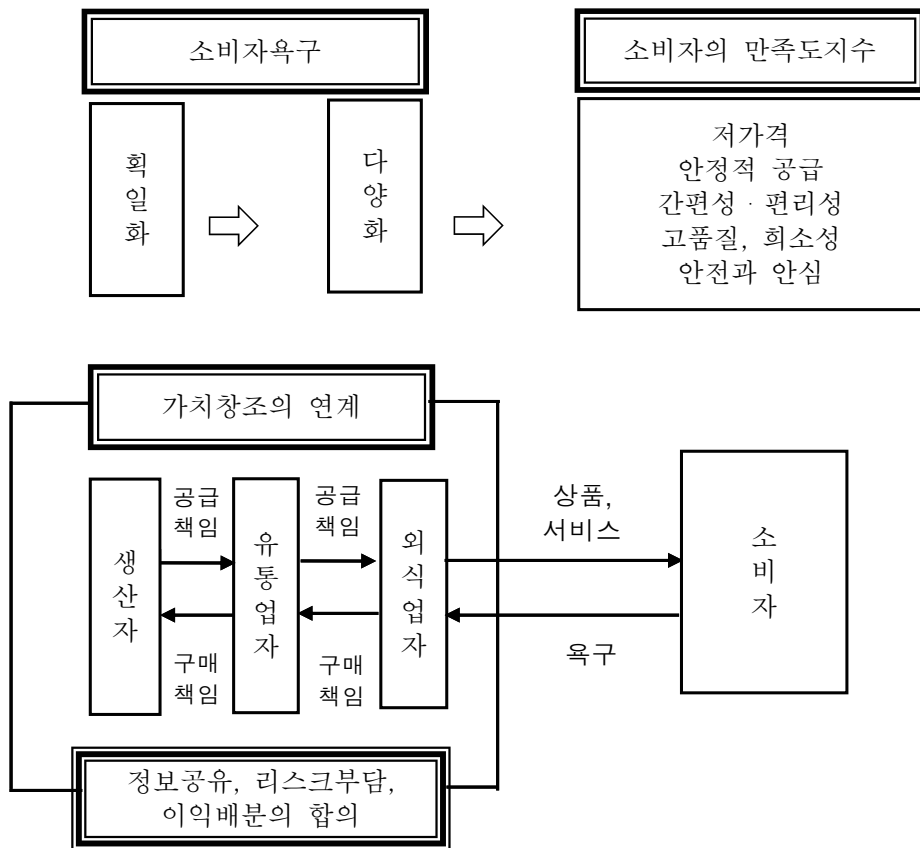 소비자욕구
소비자의 만족도지수
획일화
다양화
저가격
안정적 공급
간편성 · 편리성
고품질, 희소성
안전과 안심
가치창조의 연계
생산자
공급
책임
구매
책임
유통업자
공급
책임
구매
책임
외식업자
상품,
서비스
욕구
소비자
정보공유, 리스크부담,
이익배분의 합의